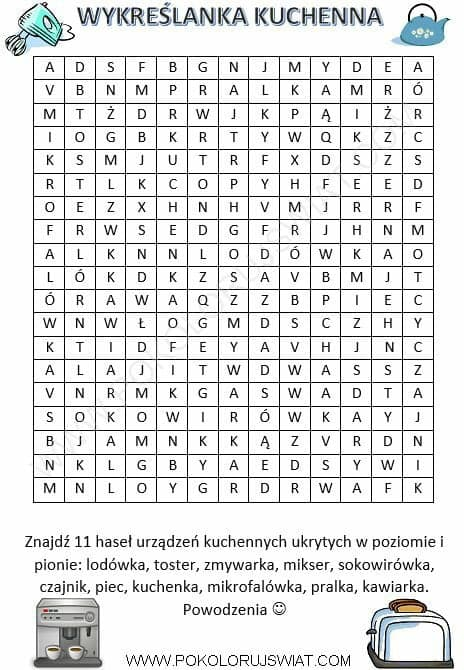 WYKREŚLANKA KUCHENNA
A D S F B G N J M Y D E A
V B N M P R A L K A M R Ó
M T Ż D R W J K P Ą I Ż R
I O G B K R T Y W Q K Z C
K S M J U T R F X D S Z S
R T L K C O P Y H F E E D
O E Z X H N H V M J R R F
F R W S E D G F R J H N M
A L K N N L O D Ó W K A O
L Ó K D K Z S A V B M J T
Ó R A W A Q Z Z B P I E C
W N W Ł O G M D S C Z H Y
K T I D F E Y A V H J N C
A L A J I T W D W A S S Z
V N R M K G A S W A D T A
S O K O W I R Ó W K A Y J
B J A M N K K Ą Z V R D N
N K L G B Y A E D S Y W I
M N L O Y G R D R W A F K
Znajdź 11 haseł urządzeń kuchennych ukrytych w poziomie i
pionie: lodówka, toster, zmywarka, mikser, sokowirówka,
czajnik, piec, kuchenka, mikrofalówka, pralka, kawiarka.
Powodzenia ☺
WWW.POKOLORUJSWIAT.COM